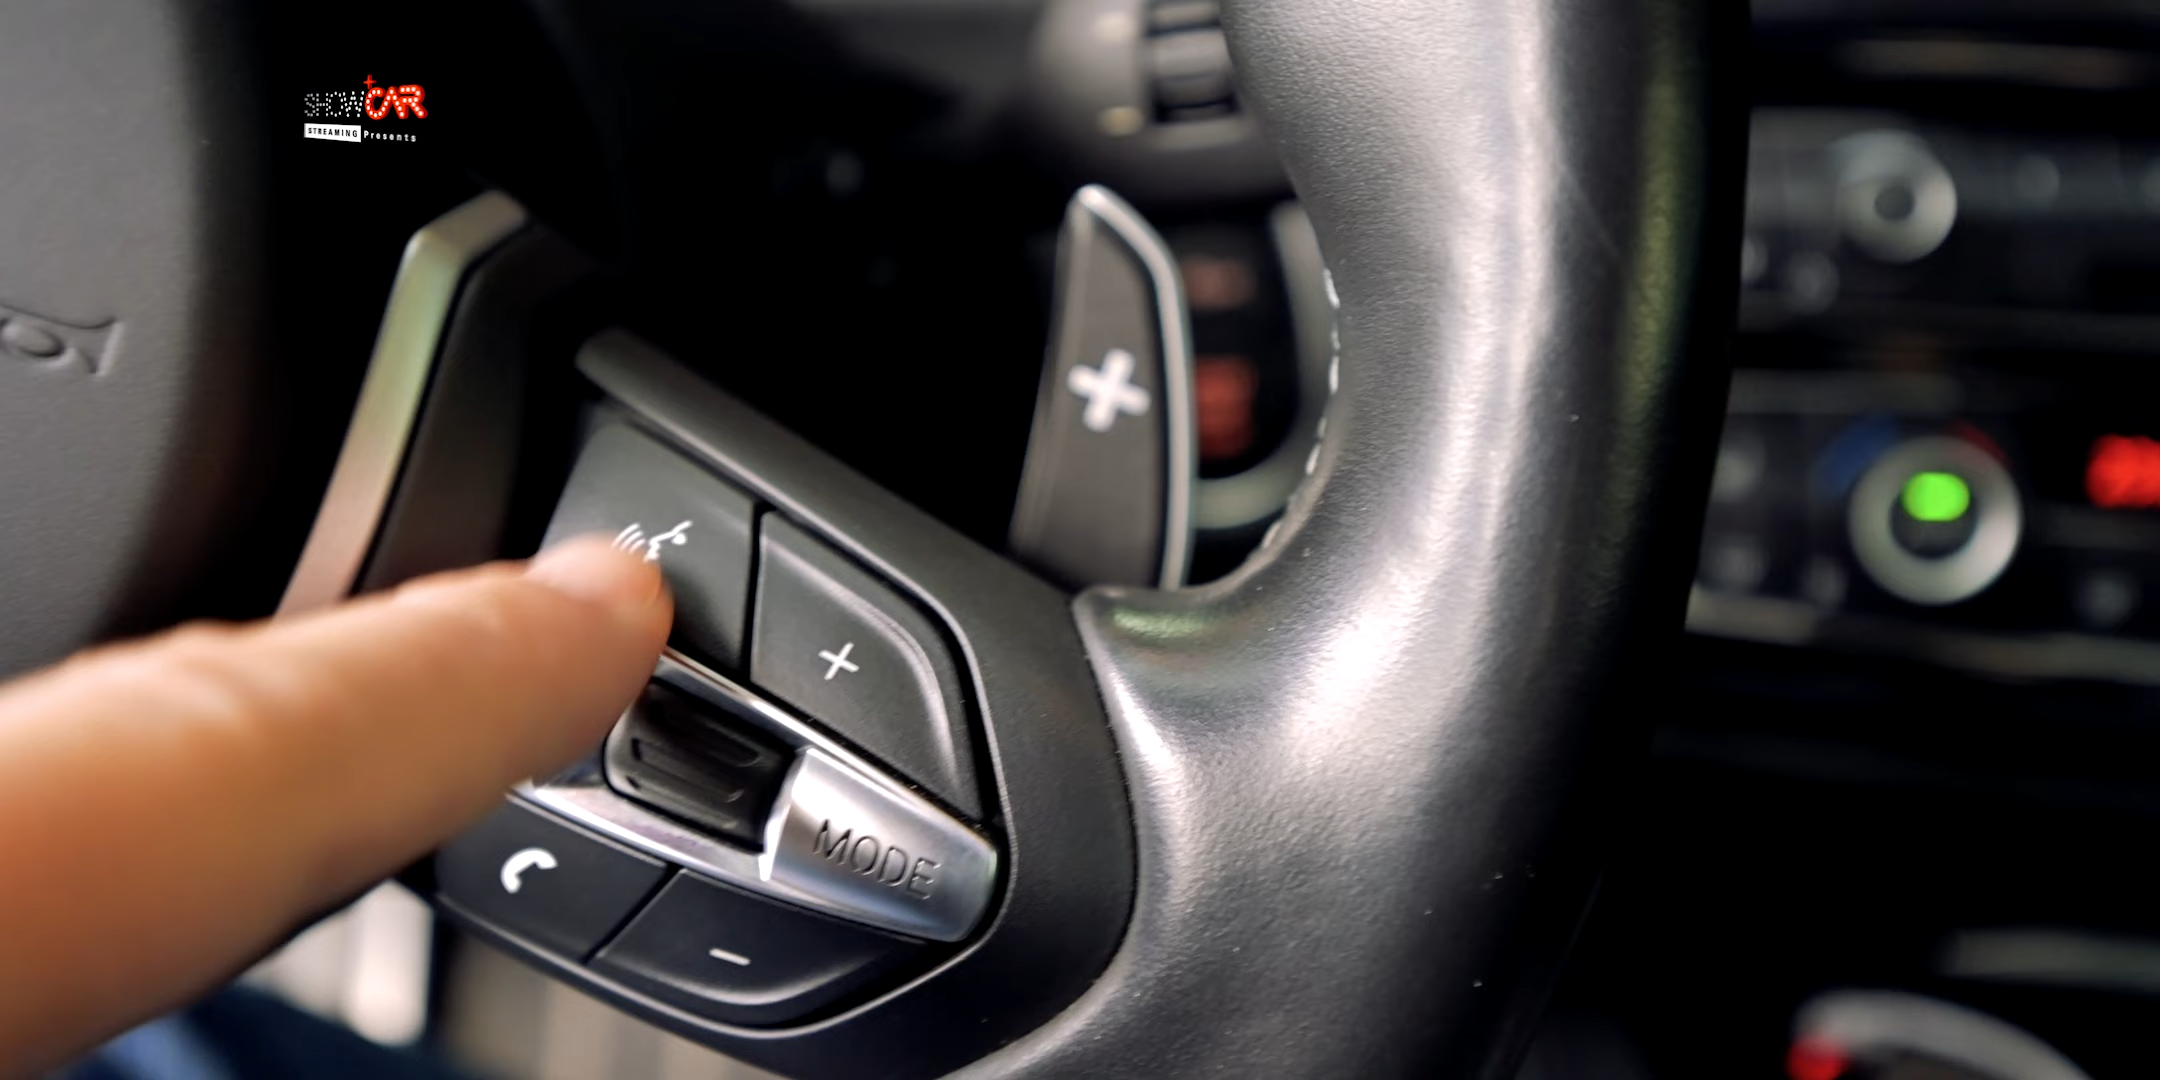 SHOWCAR
STREAMING Presents
+
+
MODE
-